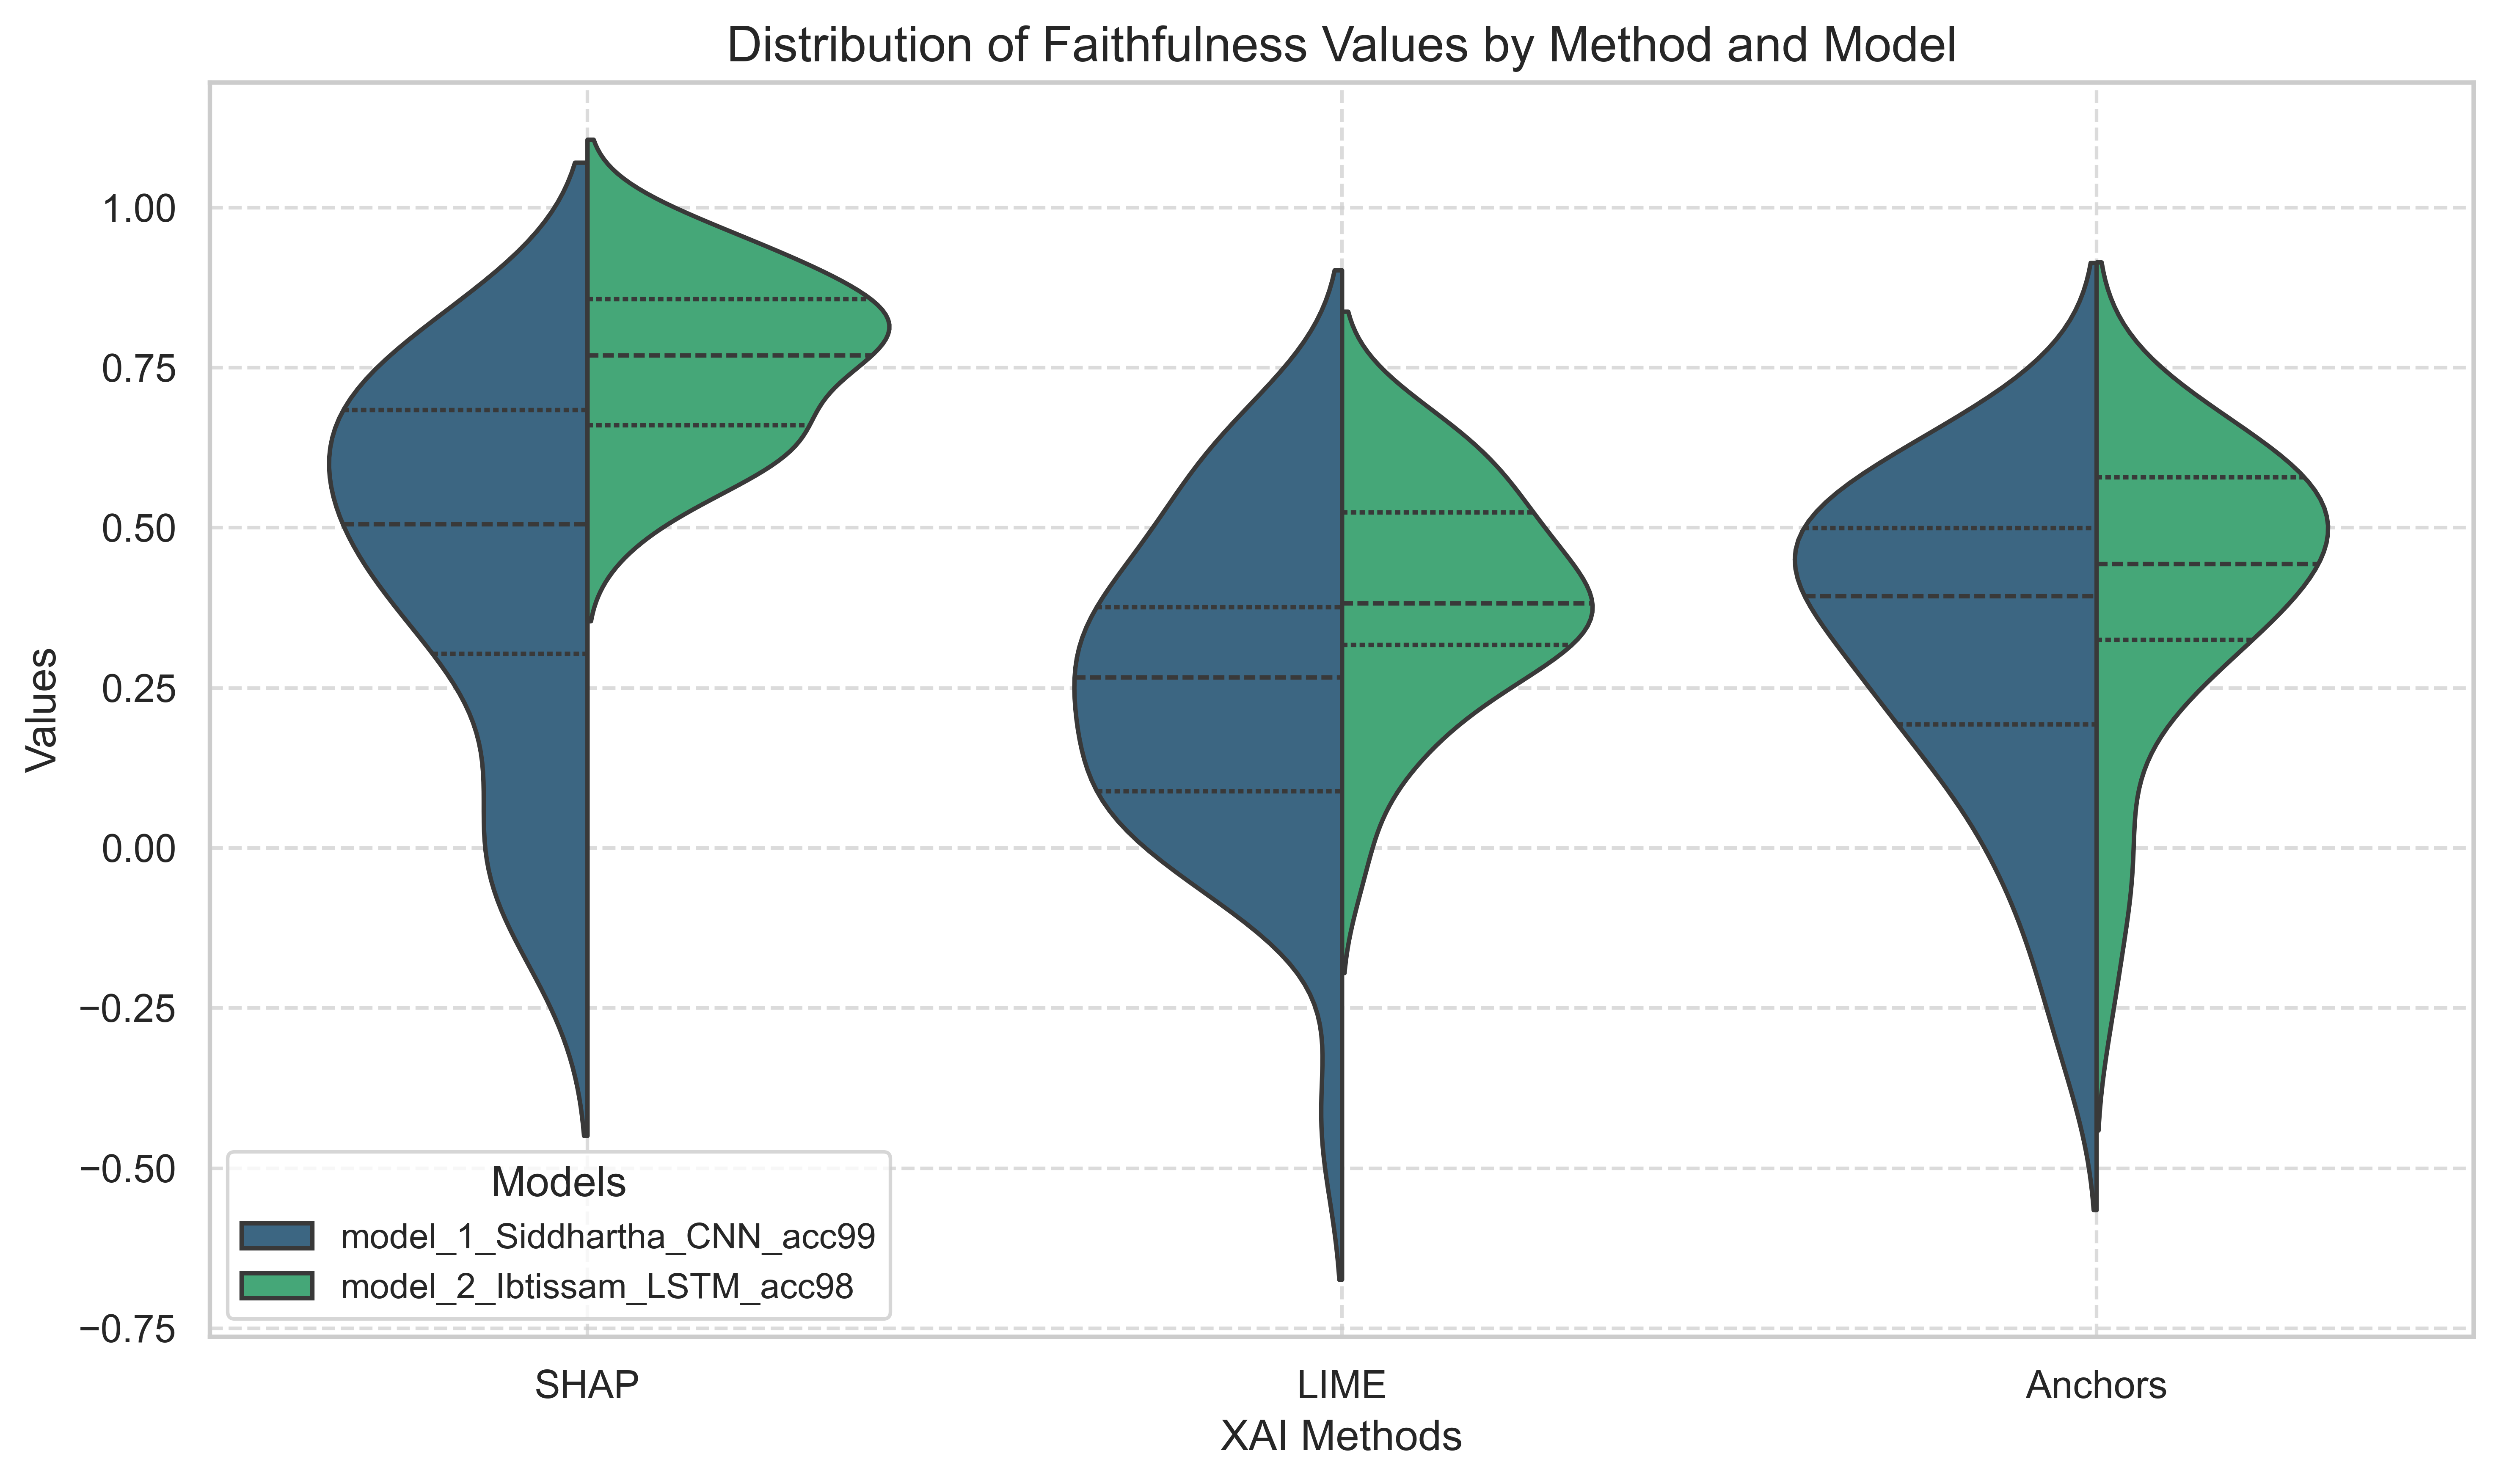 Distribution of Faithfulness Values by Method and Model
Values
1.00
0.75
0.50
0.25
0.00
−0.25
−0.50
−0.75
Models
model_1_Siddhartha_CNN_acc99
model_2_Ibtissam_LSTM_acc98
SHAP
LIME
Anchors
XAI Methods